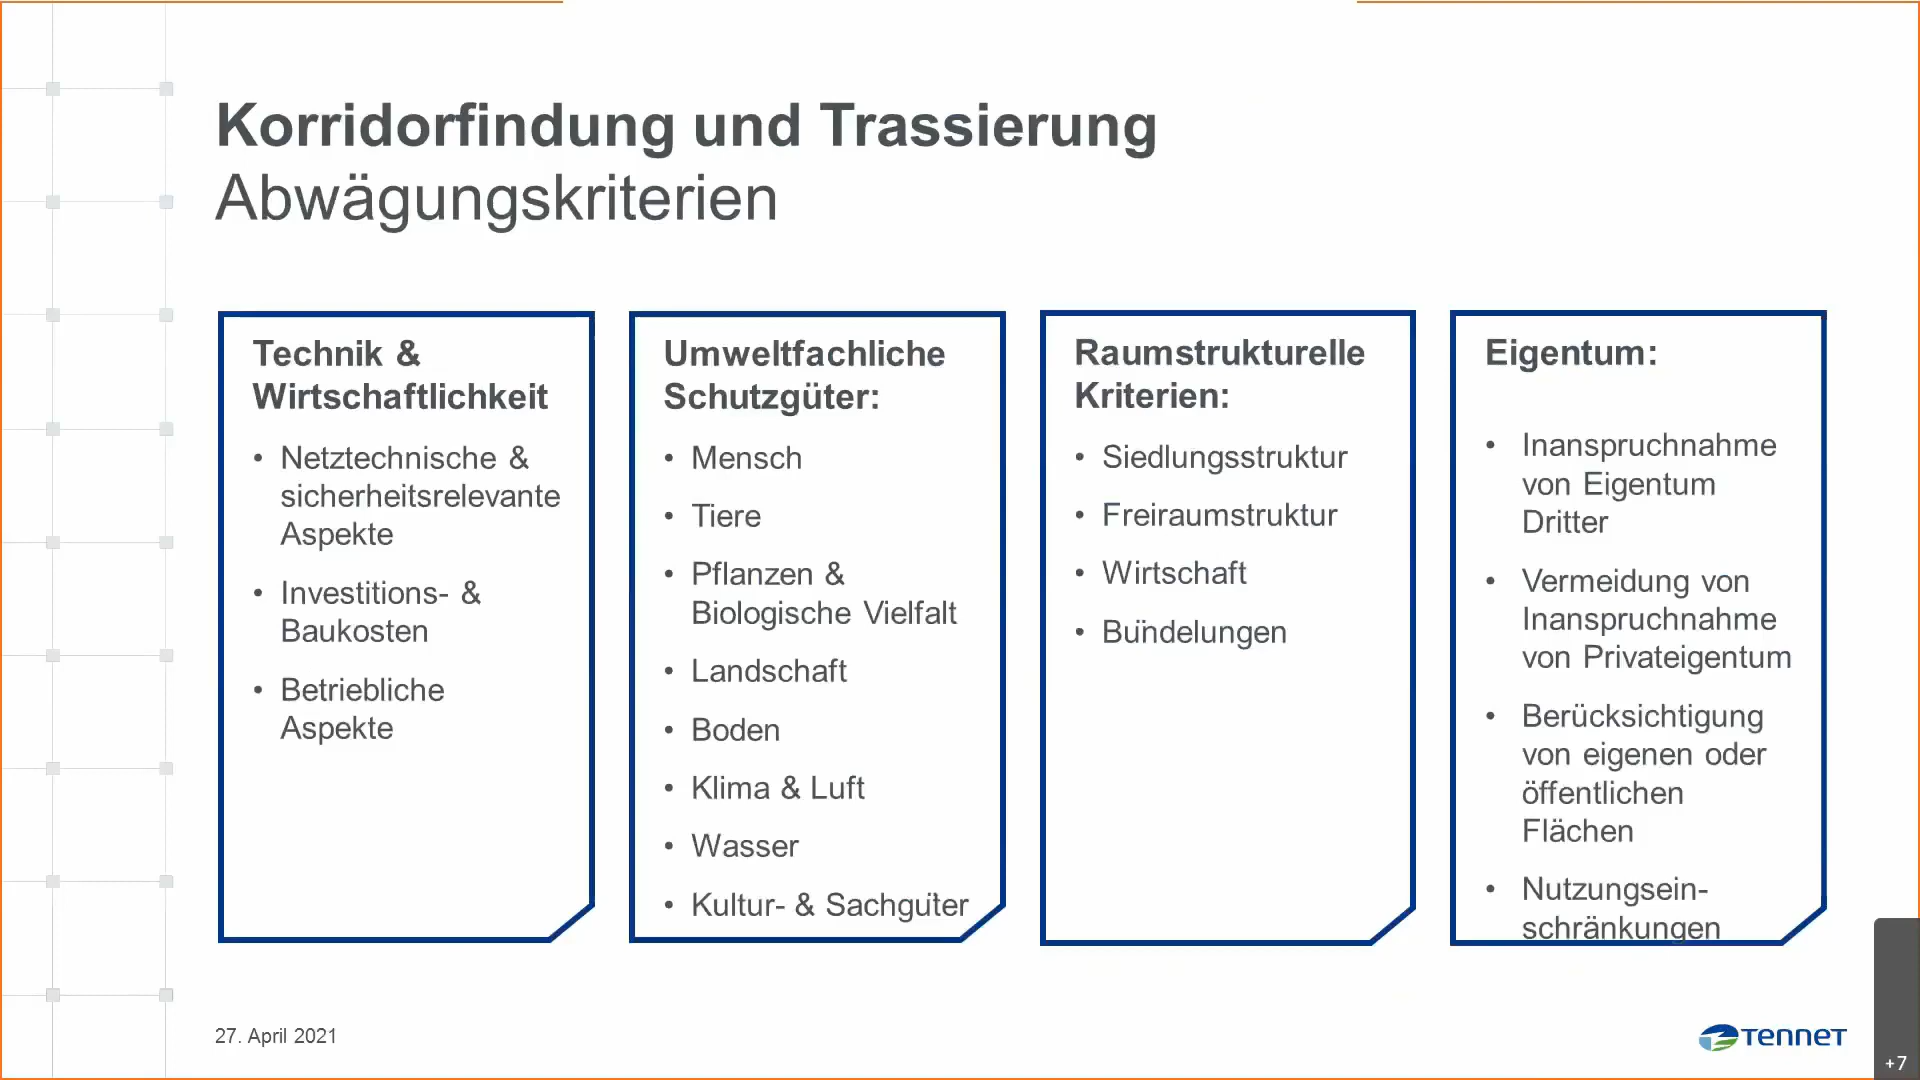 Korridorfindung und Trassierung
Abwägungskriterien
Technik &
Wirtschaftlichkeit
• Netztechnische &
sicherheitsrelevante
Aspekte
• Investitions- &
Baukosten
• Betriebliche
Aspekte
Umweltfachliche
Schutzgüter:
• Mensch
• Tiere
• Pflanzen &
Biologische Vielfalt
• Landschaft
• Boden
• Klima & Luft
• Wasser
• Kultur- & Sachgüter
Raumstrukturelle
Kriterien:
• Siedlungsstruktur
• Freiraumstruktur
• Wirtschaft
• Bündelungen
Eigentum:
• Inanspruchnahme
von Eigentum
Dritter
• Vermeidung von
Inanspruchnahme
von Privateigentum
• Berücksichtigung
von eigenen oder
öffentlichen
Flächen
• Nutzungsein-
schränkungen
27. April 2021
TenneT
+7